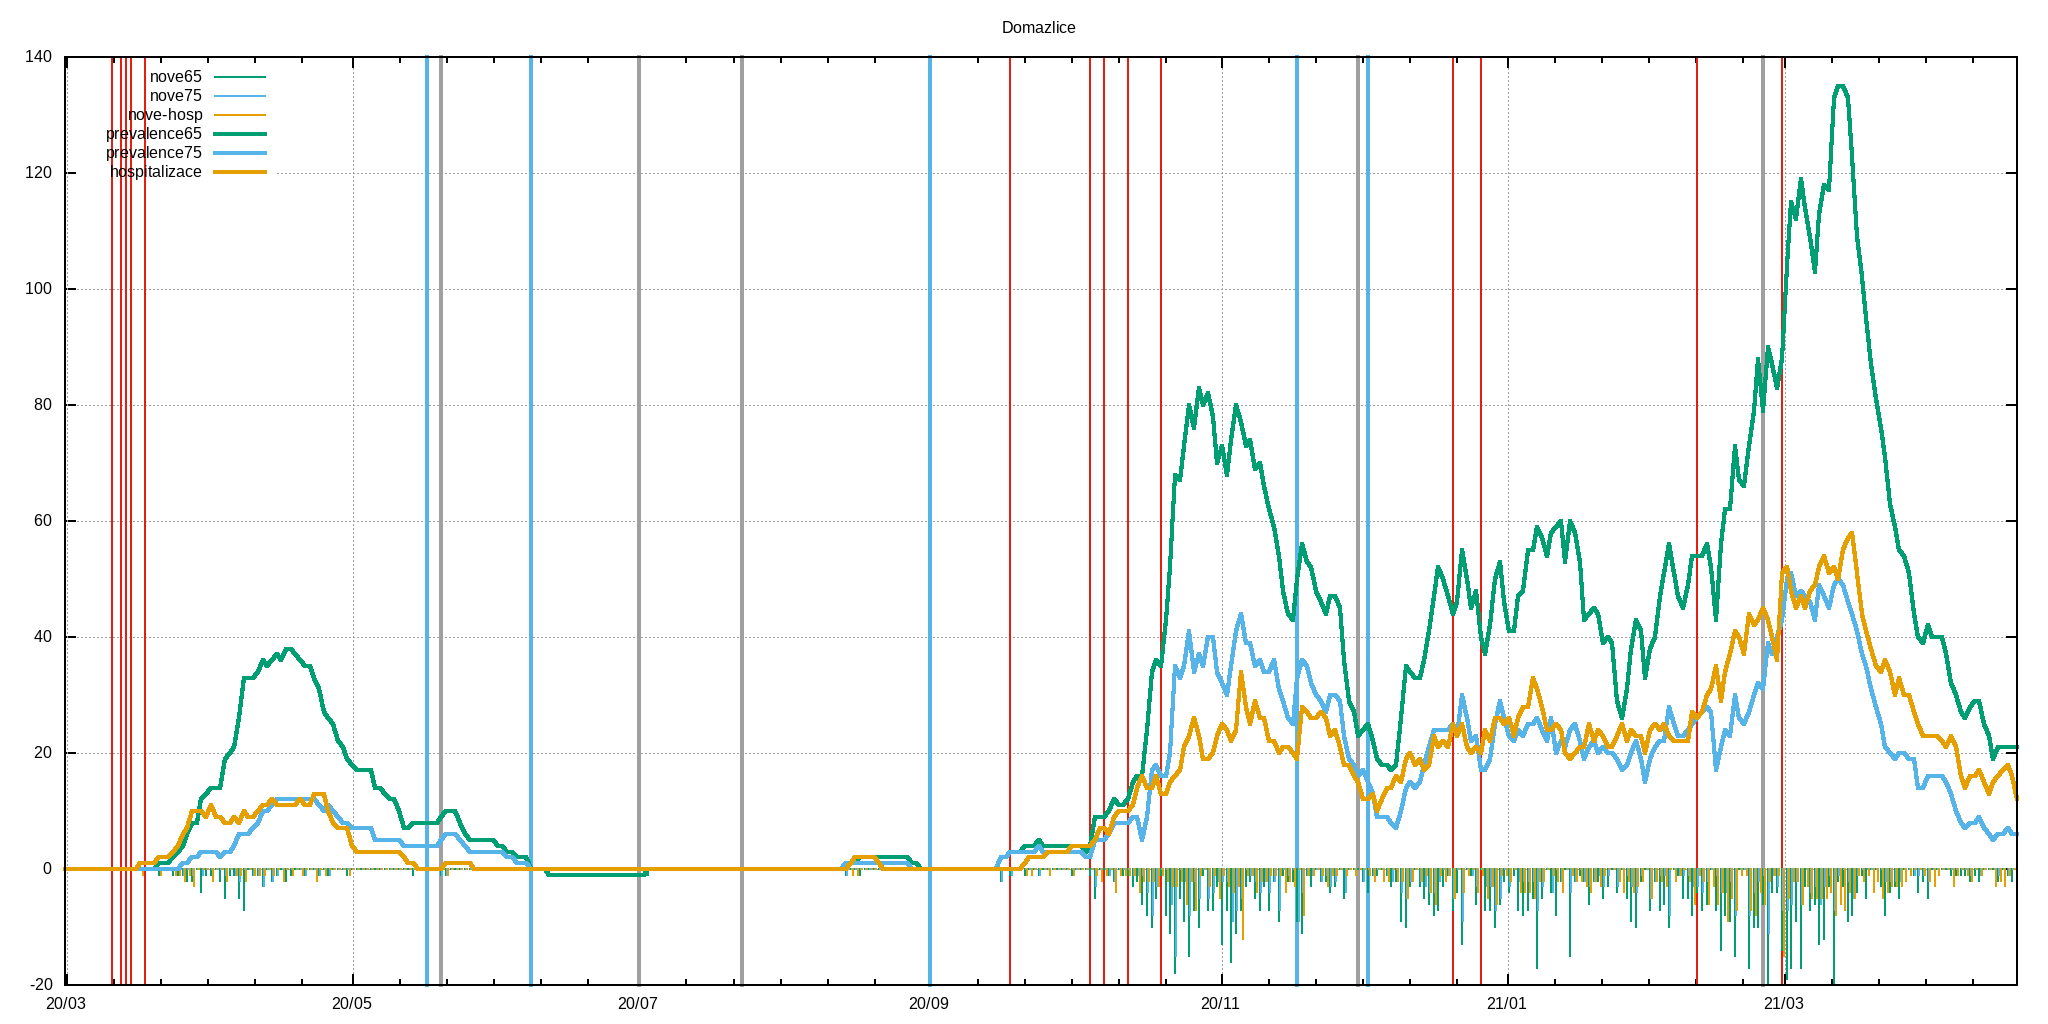 Domazlice
140
nove65
nove75
nove-hosp
prevalence65
prevalence75
hospitalizace
120
100
80
60
40
20
0
-20
20/03 20/05 20/07 20/09 20/11 21/01 21/03